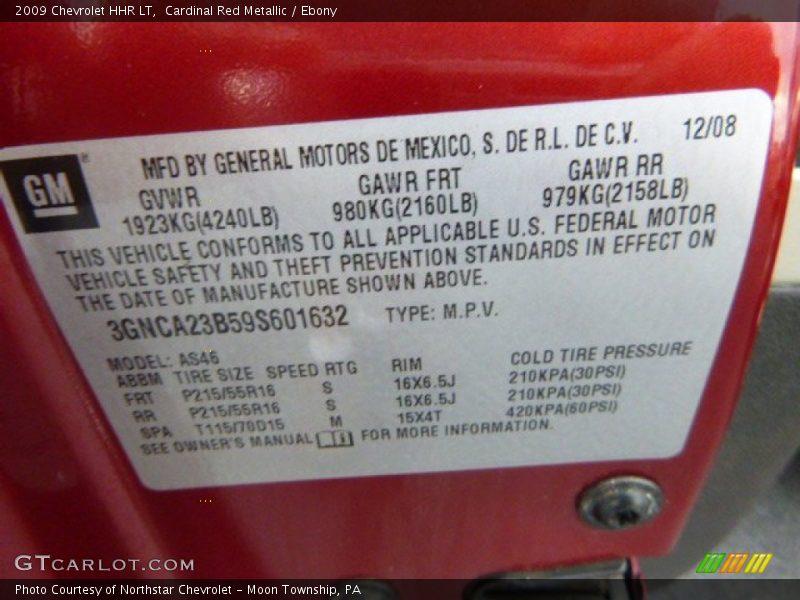 2009 Chevrolet HHR LT,  Cardinal Red Metallic / Ebony
GM
MFD BY GENERAL MOTORS DE MEXICO, S. DE R.L. DE C.V. 12/08
GVWR GAWR FRT GAWR RR
1923KG(4240LB) 980KG(2160LB) 979KG(2158LB)
THIS VEHICLE CONFORMS TO ALL APPLICABLE U.S. FEDERAL MOTOR
VEHICLE SAFETY AND THEFT PREVENTION STANDARDS IN EFFECT ON
THE DATE OF MANUFACTURE SHOWN ABOVE.
3GNCA23B59S601632 TYPE: M.P.V.
MODEL: AS46
ABBM TIRE SIZE SPEED RTG RIM COLD TIRE PRESSURE
FRT P215/55R16 S 16X6.5J 210KPA(30PSI)
RR P215/55R16 S 16X6.5J 210KPA(30PSI)
SPA T115/70D15 M 15X4T 420KPA(60PSI)
SEE OWNER'S MANUAL FOR MORE INFORMATION.
GTCARLOT.COM
Photo Courtesy of Northstar Chevrolet - Moon Township, PA